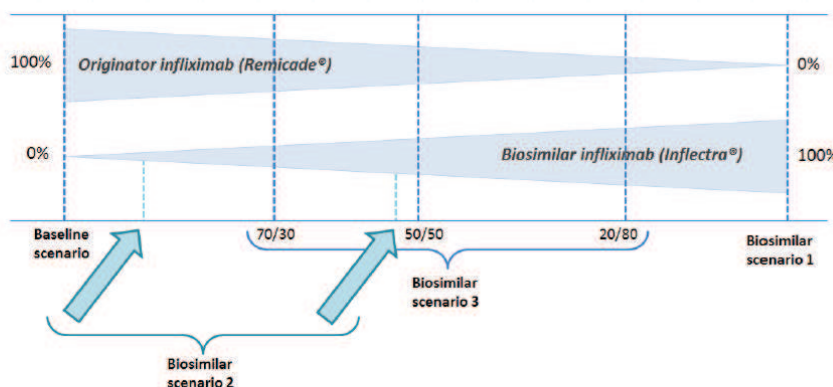 100%
Originator infliximab (Remicade®)
0%
0%
Biosimilar infliximab (Inflectra®)
100%
Baseline
scenario
70/30
50/50
20/80
Biosimilar
scenario 1
Biosimilar
scenario 3
Biosimilar
scenario 2